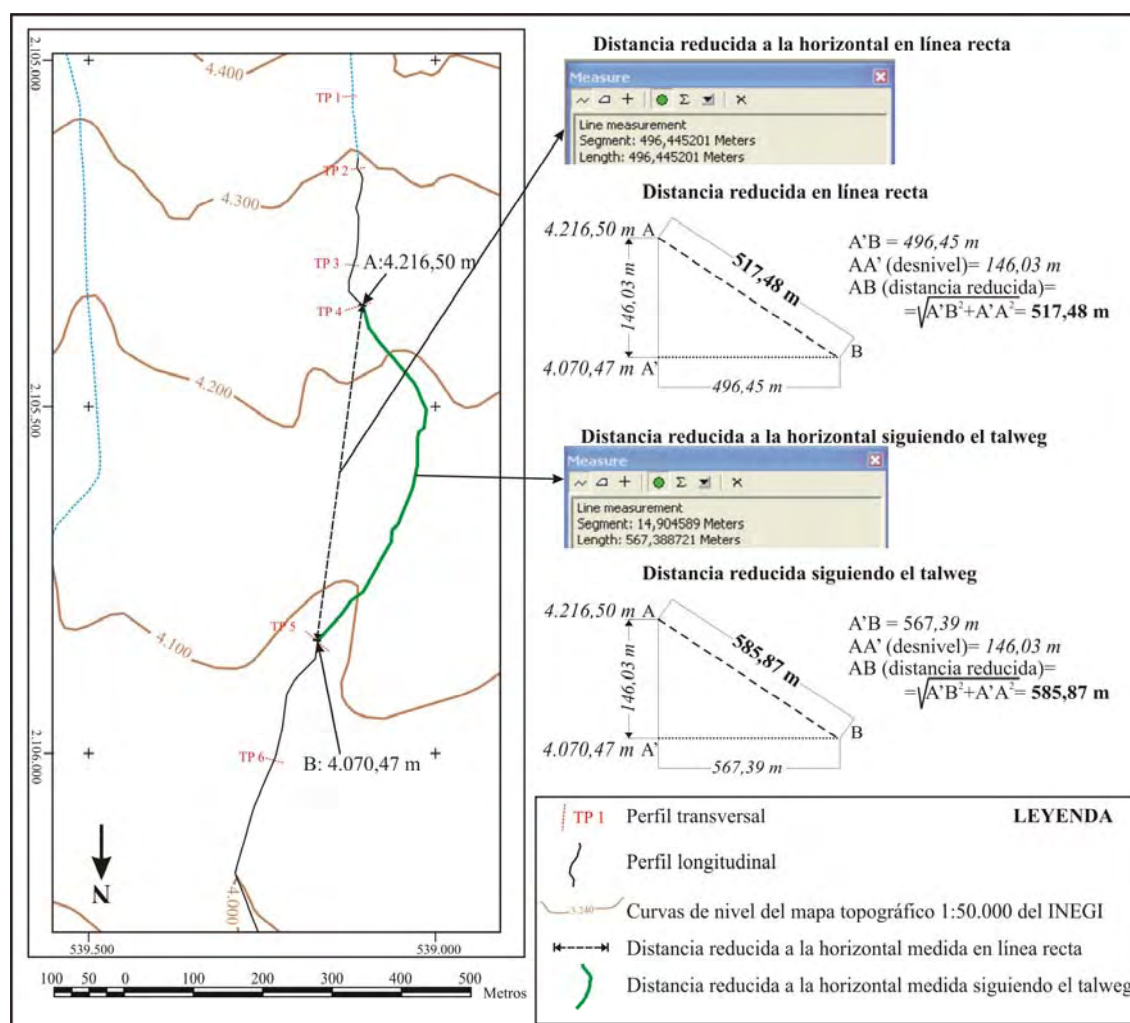 2.105.000
4.400
TP 1
TP 2
4.300
TP 3
A:4.216,50 m
TP 4
4.200
2.105.500
TP 5
4.100
TP 6
B: 4.070,47 m
2.106.000
N
4.000
539.500
539.000
100 50 0 100 200 300 400 500
Metros
Distancia reducida a la horizontal en línea recta
Measure
Line measurement
Segment: 496,445201 Meters
Length: 496,445201 Meters
Distancia reducida en línea recta
4.216,50 m A
517,48 m
146,03 m
4.070,47 m A'
B
496,45 m
A'B = 496,45 m
AA' (desnivel)= 146,03 m
AB (distancia reducida)=
=√A'B²+A'A²= 517,48 m
Distancia reducida a la horizontal siguiendo el talweg
Measure
Line measurement
Segment: 14,904589 Meters
Length: 567,388721 Meters
Distancia reducida siguiendo el talweg
4.216,50 m A
585,87 m
146,03 m
4.070,47 m A'
B
567,39 m
A'B = 567,39 m
AA' (desnivel)= 146,03 m
AB (distancia reducida)=
=√A'B²+A'A²= 585,87 m
LEYENDA
TP 1 Perfil transversal
Perfil longitudinal
3.240 Curvas de nivel del mapa topográfico 1:50.000 del INEGI
Distancia reducida a la horizontal medida en línea recta
Distancia reducida a la horizontal medida siguiendo el talweg